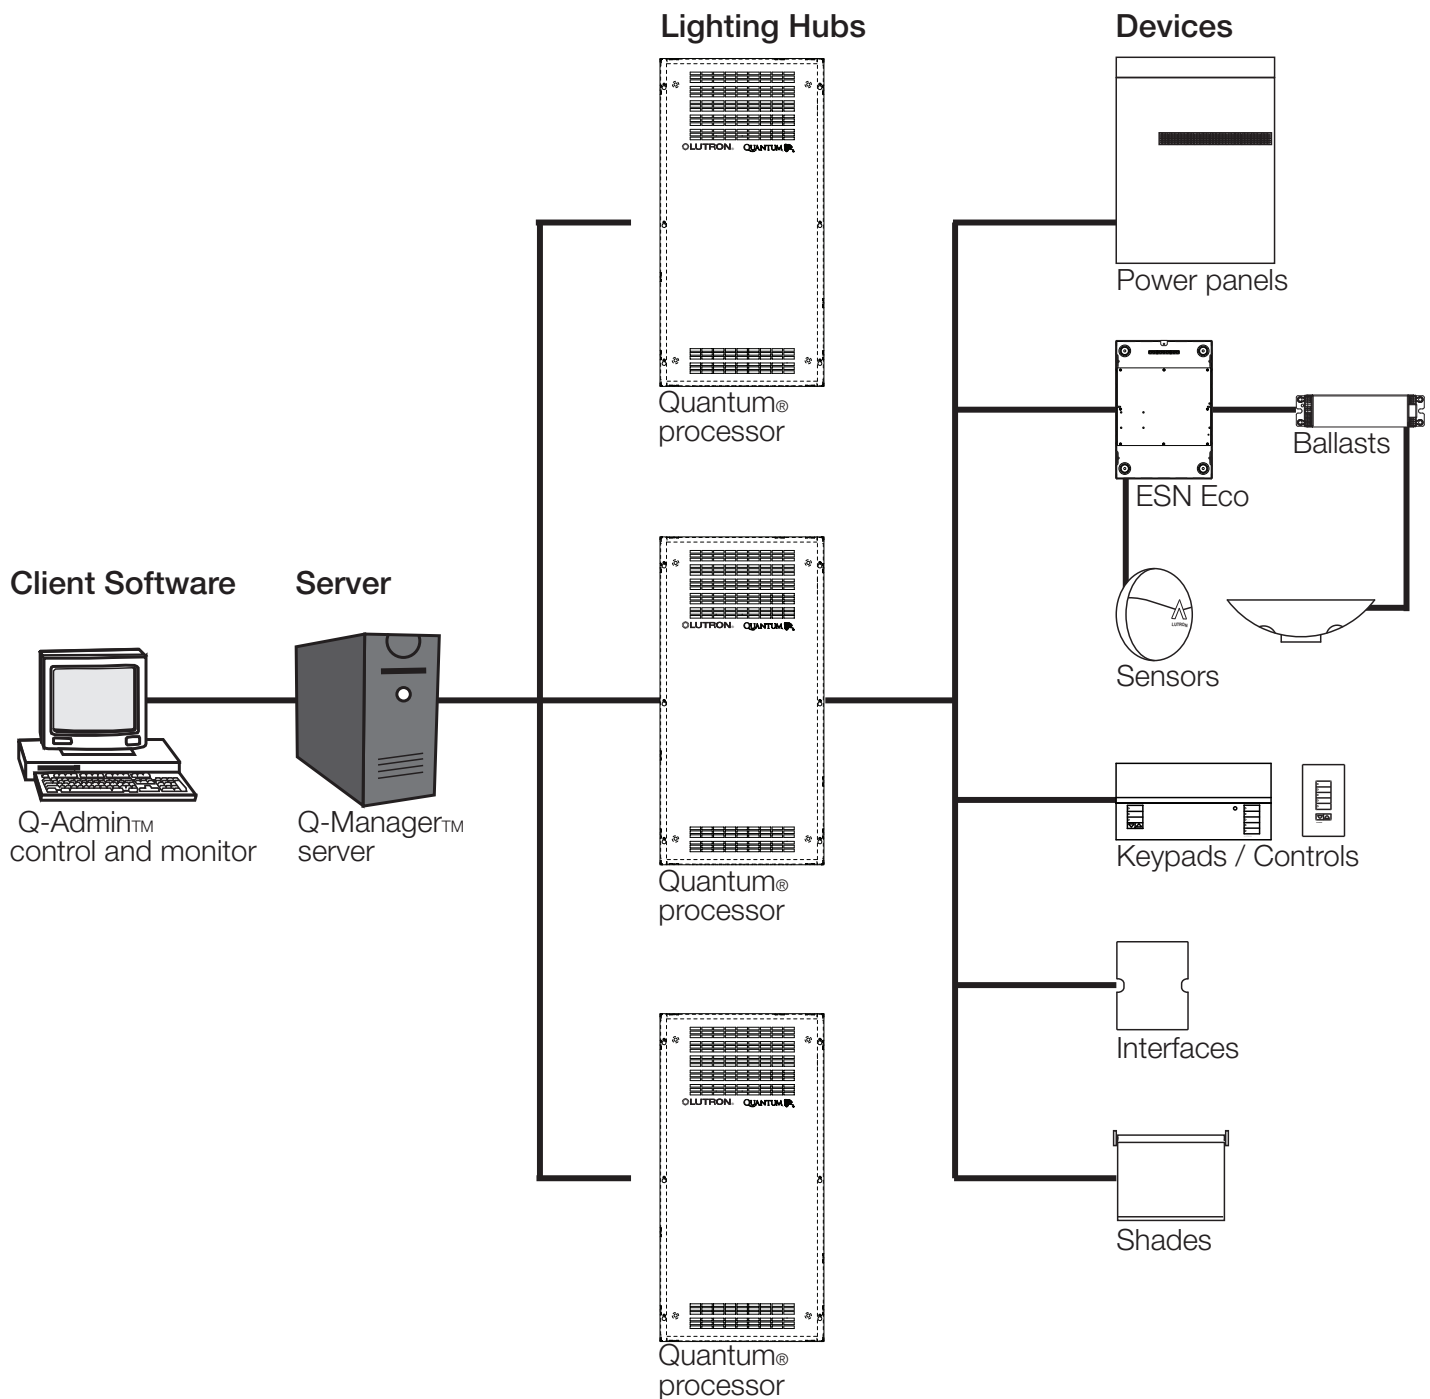 Lighting Hubs
Devices
LUTRON. QUANTUM
Power panels
Quantum®
processor
Ballasts
ESN Eco
Client Software
Server
LUTRON. QUANTUM
LUTRON
Sensors
Q-Admin™
control and monitor
Q-Manager™
server
Keypads / Controls
Quantum®
processor
Interfaces
LUTRON. QUANTUM
Shades
Quantum®
processor